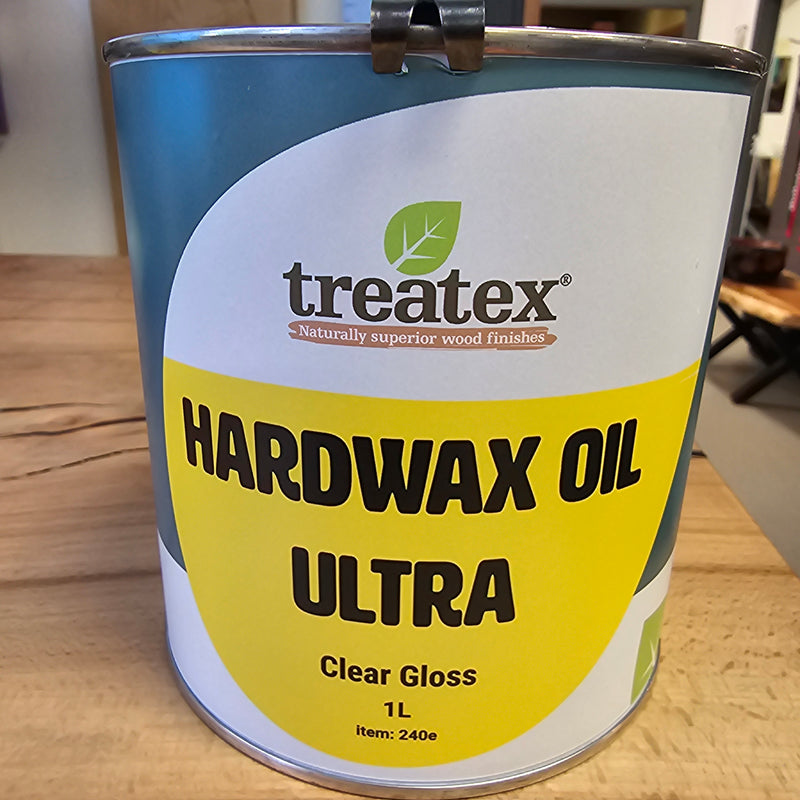 treatex®
Naturally superior wood finishes
HARDWAX OIL
ULTRA
Clear Gloss
1L
item: 240e